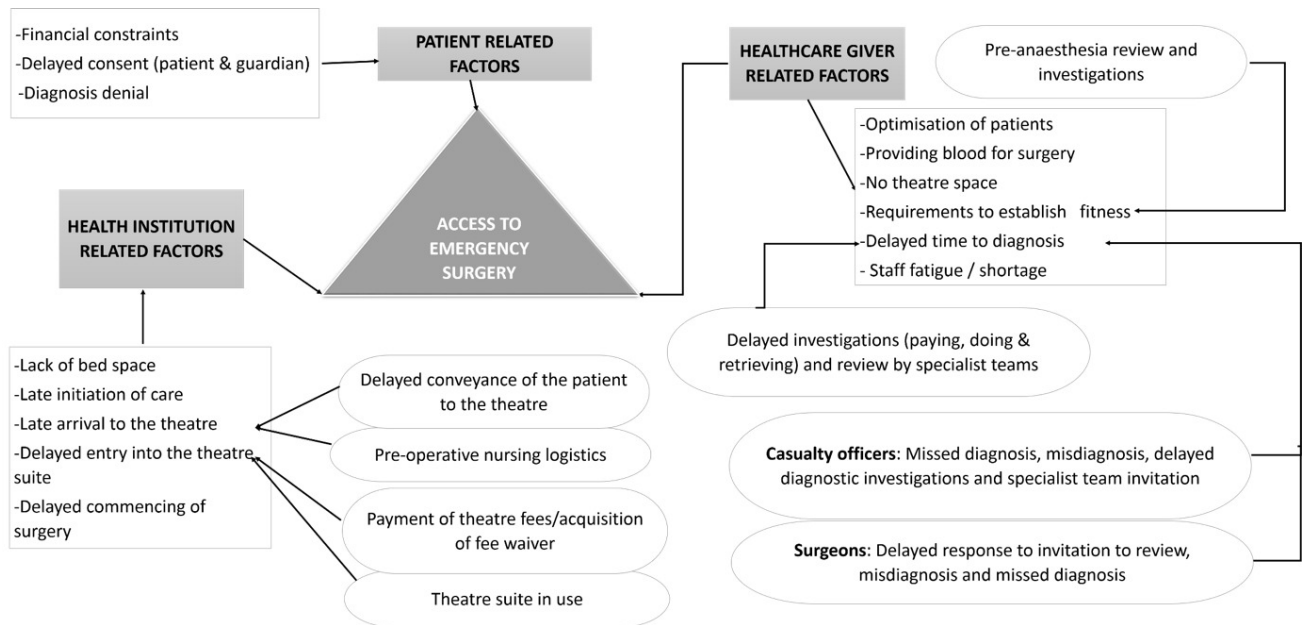 -Financial constraints
-Delayed consent (patient & guardian)
-Diagnosis denial
PATIENT RELATED
FACTORS
HEALTHCARE GIVER
RELATED FACTORS
Pre-anaesthesia review and
investigations
-Optimisation of patients
-Providing blood for surgery
-No theatre space
-Requirements to establish fitness
-Delayed time to diagnosis
- Staff fatigue / shortage
HEALTH INSTITUTION
RELATED FACTORS
ACCESS TO
EMERGENCY
SURGERY
Delayed investigations (paying, doing &
retrieving) and review by specialist teams
-Lack of bed space
-Late initiation of care
-Late arrival to the theatre
-Delayed entry into the theatre
suite
-Delayed commencing of
surgery
Delayed conveyance of the patient
to the theatre
Pre-operative nursing logistics
Payment of theatre fees/acquisition
of fee waiver
Theatre suite in use
Casualty officers: Missed diagnosis, misdiagnosis, delayed
diagnostic investigations and specialist team invitation
Surgeons: Delayed response to invitation to review,
misdiagnosis and missed diagnosis